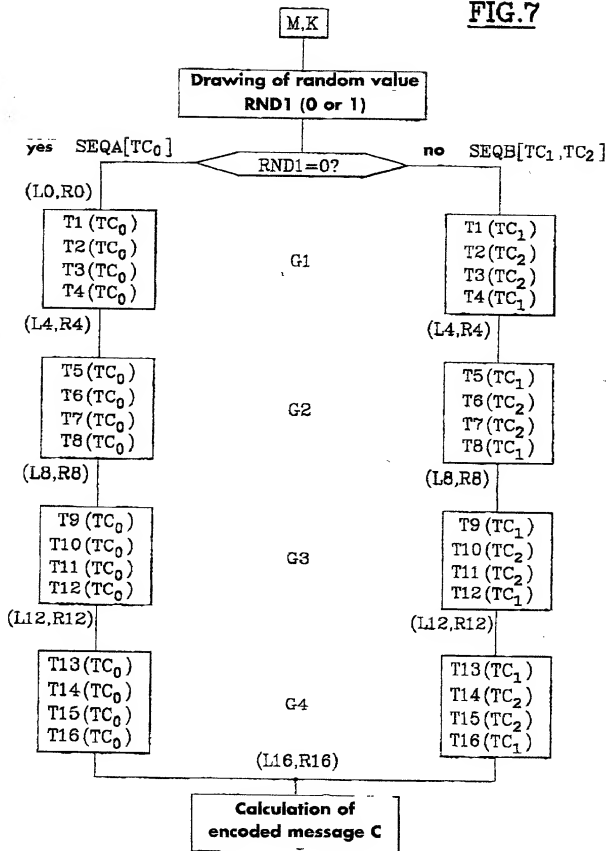 FIG.7
M,K
Drawing of random value
RND1 (0 or 1)
yes SEQA[TC₀]
RND1=0?
no SEQB[TC₁,TC₂]
(L0,R0)
T1(TC₀)
T2(TC₀)
T3(TC₀)
T4(TC₀)
G1
T1(TC₁)
T2(TC₂)
T3(TC₂)
T4(TC₁)
(L4,R4)
(L4,R4)
T5(TC₀)
T6(TC₀)
T7(TC₀)
T8(TC₀)
G2
T5(TC₁)
T6(TC₂)
T7(TC₂)
T8(TC₁)
(L8,R8)
(L8,R8)
T9(TC₀)
T10(TC₀)
T11(TC₀)
T12(TC₀)
G3
T9(TC₁)
T10(TC₂)
T11(TC₂)
T12(TC₁)
(L12,R12)
(L12,R12)
T13(TC₀)
T14(TC₀)
T15(TC₀)
T16(TC₀)
G4
T13(TC₁)
T14(TC₂)
T15(TC₂)
T16(TC₁)
(L16,R16)
Calculation of
encoded message C